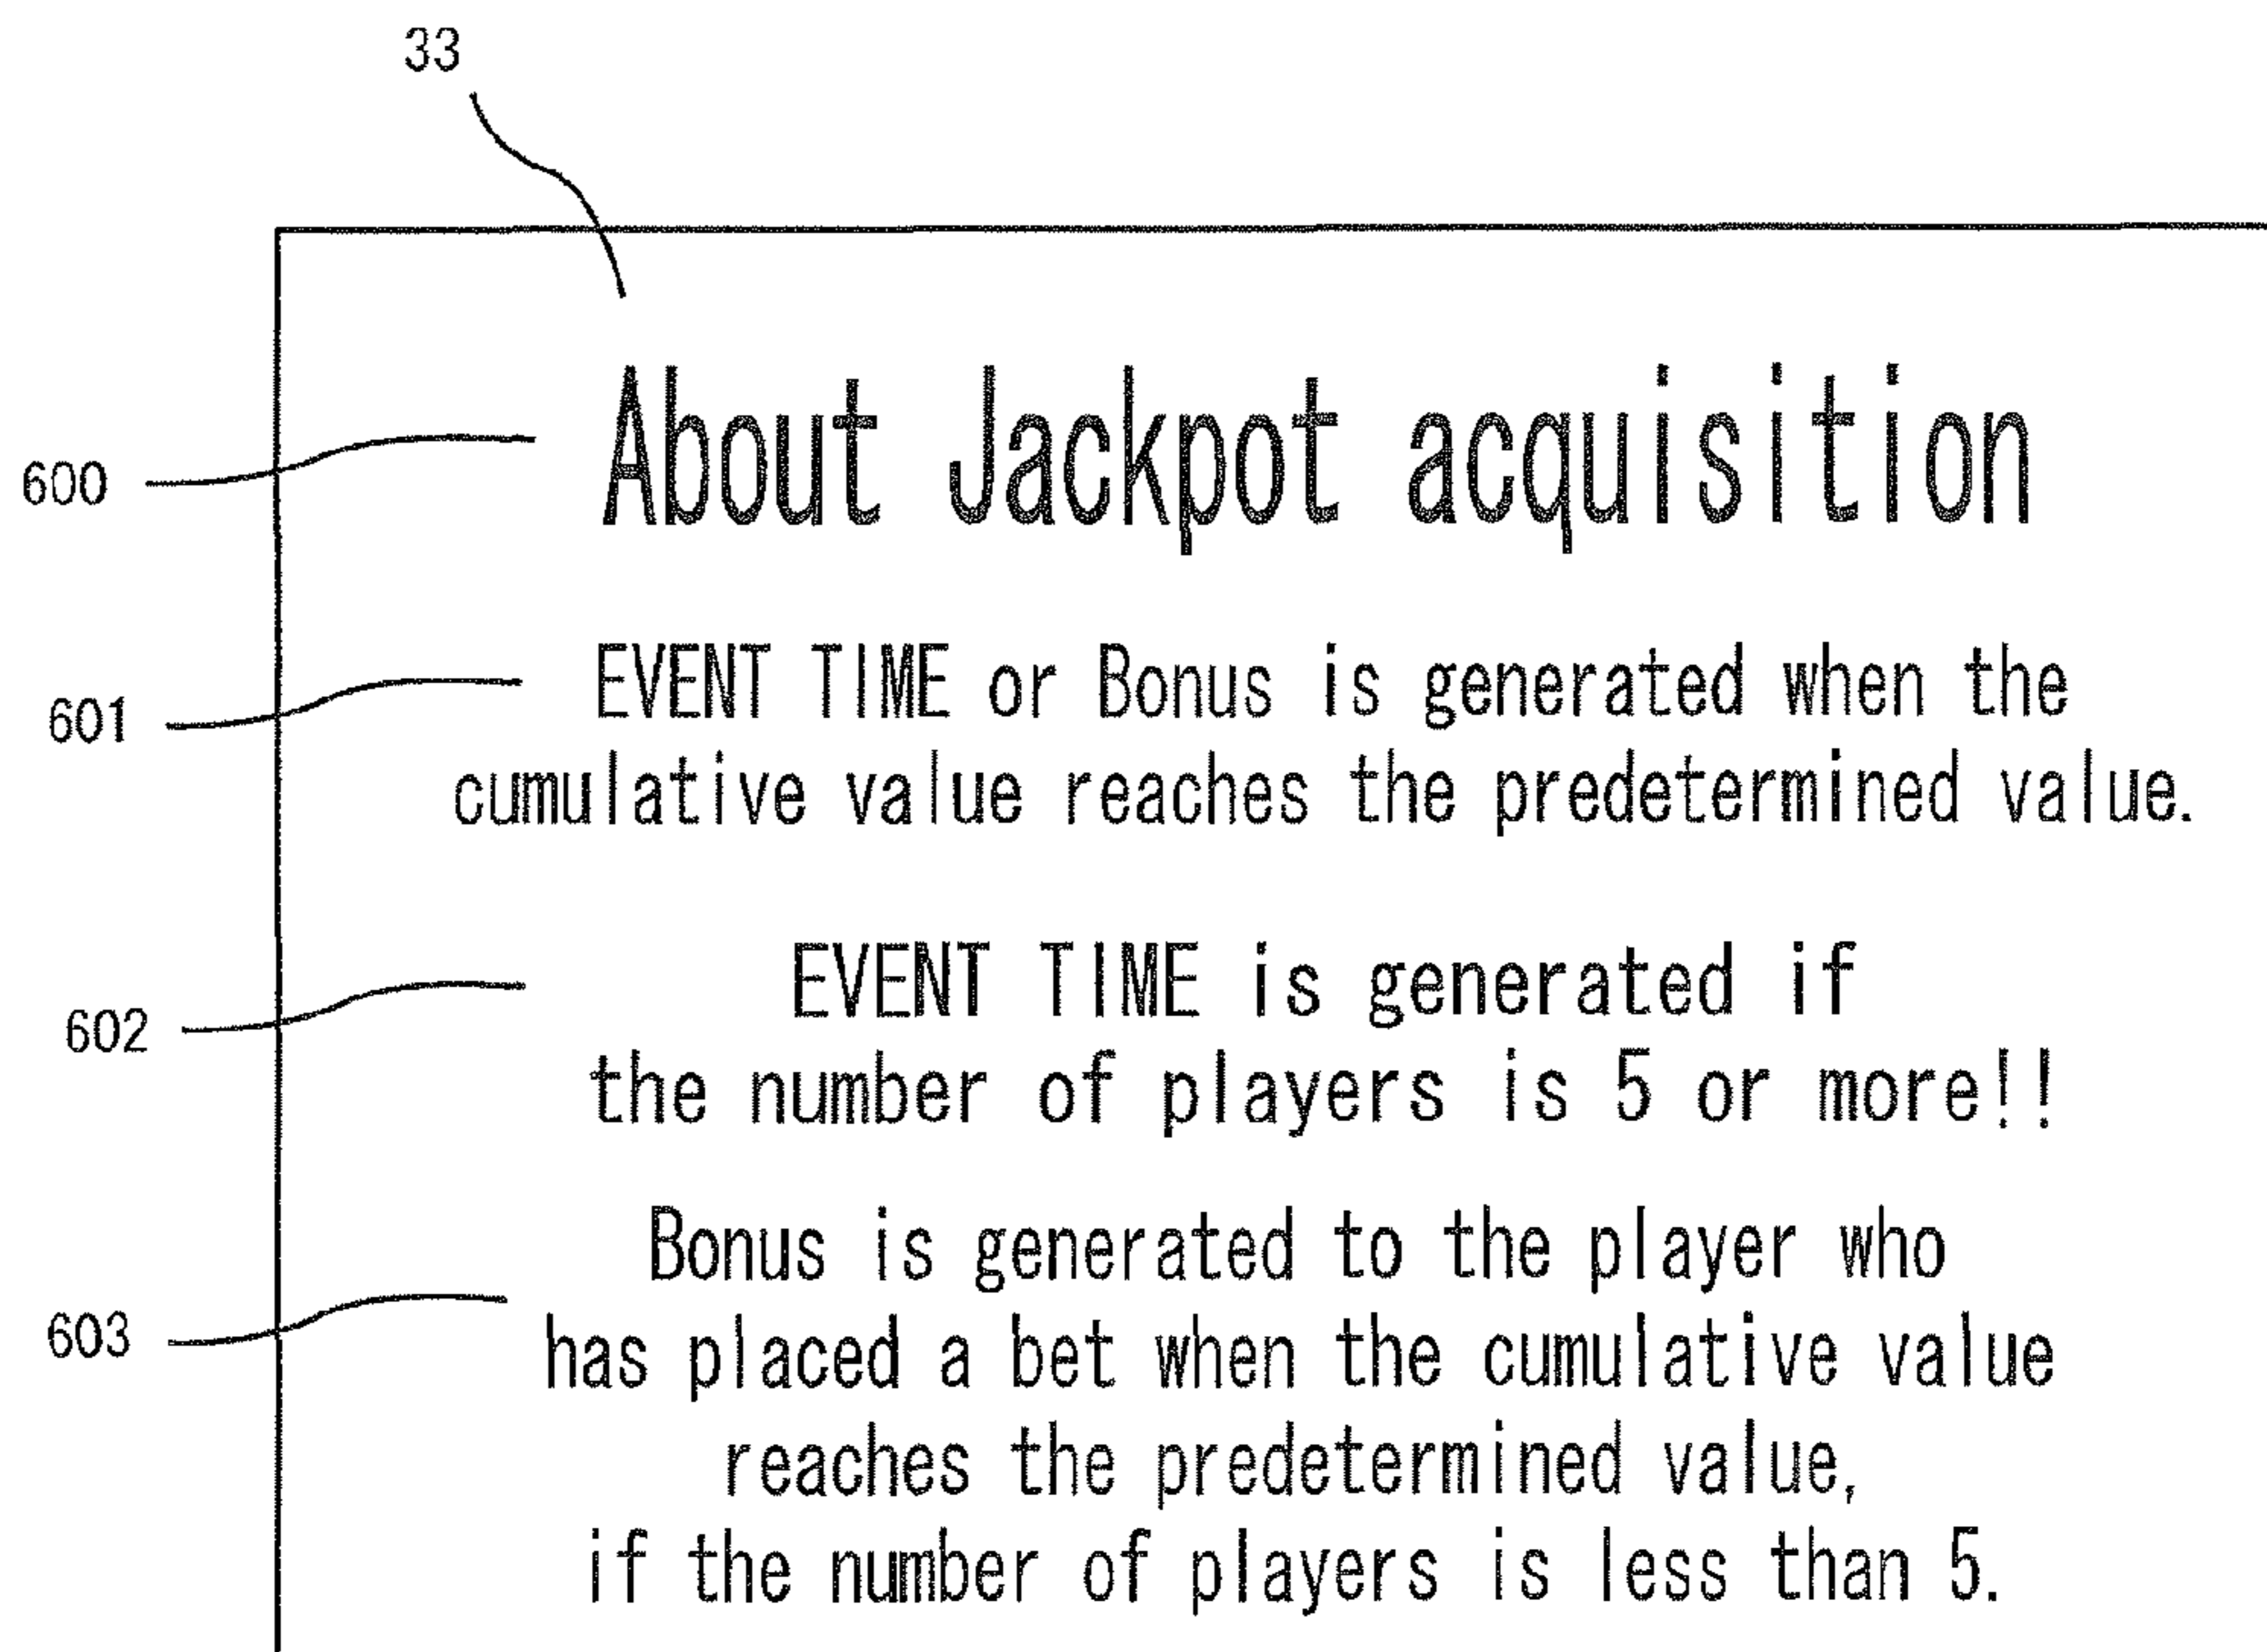 33
600
About Jackpot acquisition
601
EVENT TIME or Bonus is generated when the
cumulative value reaches the predetermined value.
602
EVENT TIME is generated if
the number of players is 5 or more!!
603
Bonus is generated to the player who
has placed a bet when the cumulative value
reaches the predetermined value,
if the number of players is less than 5.